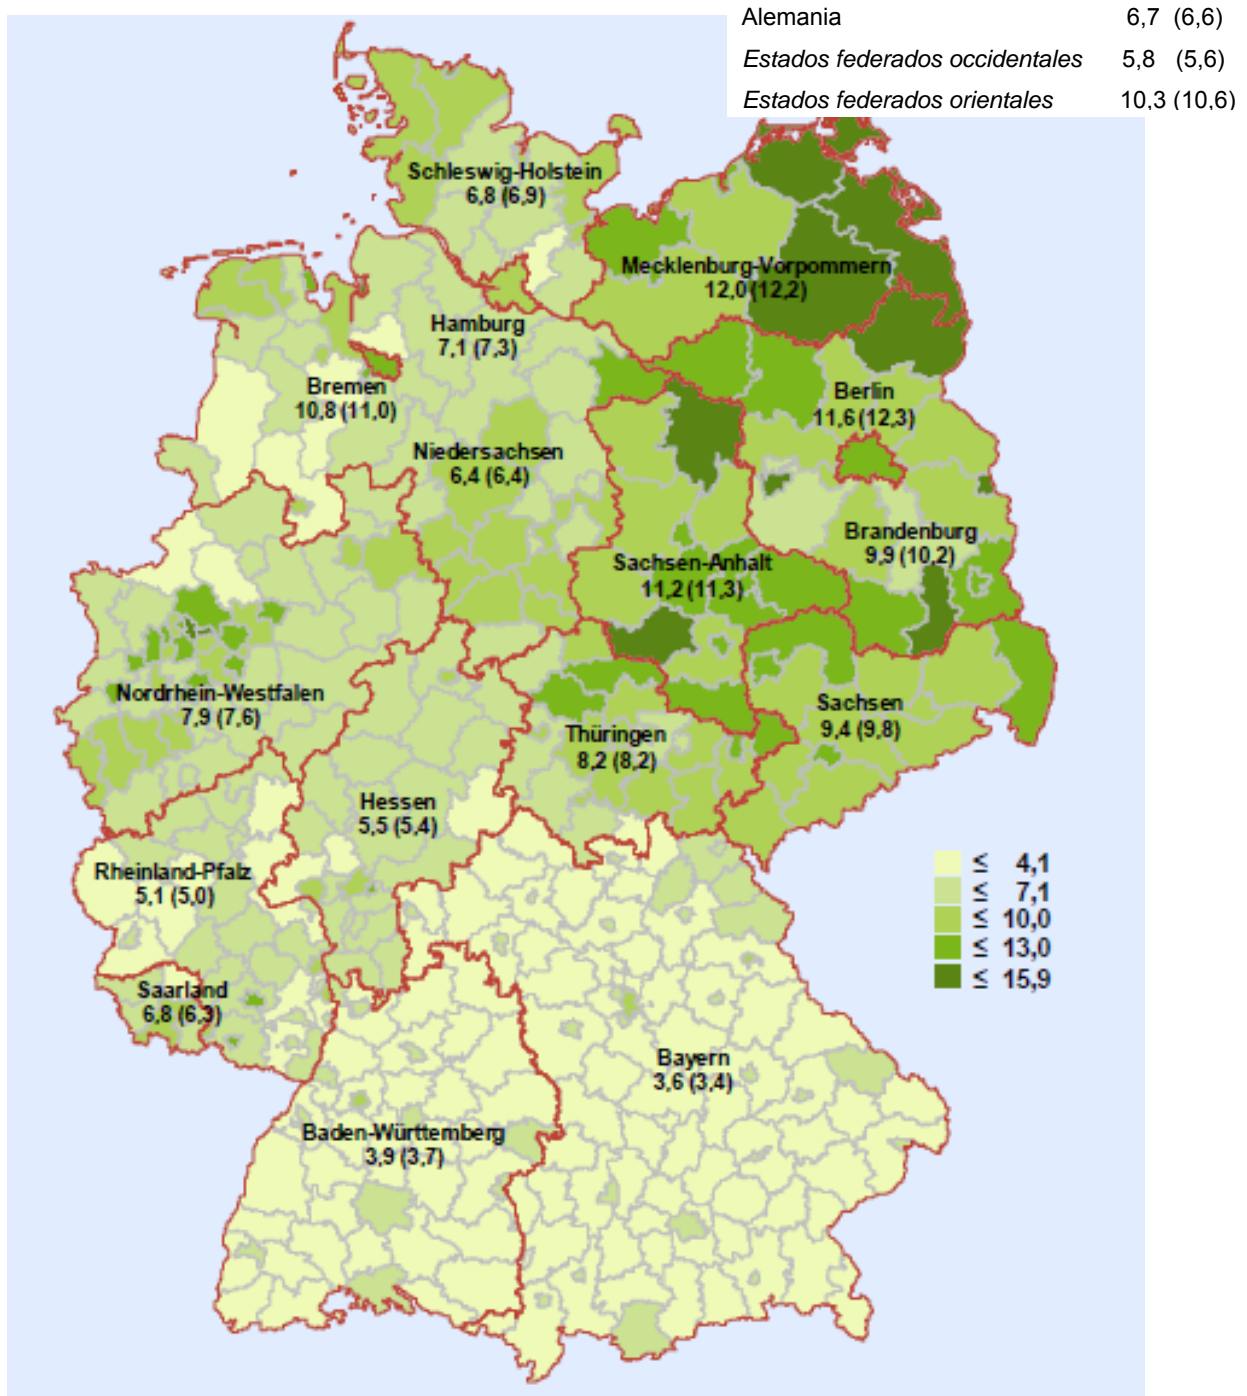 Alemania 6,7 (6,6)
Estados federados occidentales 5,8 (5,6)
Estados federados orientales 10,3 (10,6)
Schleswig-Holstein
6,8 (6,9)
Mecklenburg-Vorpommern
12,0 (12,2)
Hamburg
7,1 (7,3)
Bremen
10,8 (11,0)
Berlin
11,6 (12,3)
Niedersachsen
6,4 (6,4)
Brandenburg
9,9 (10,2)
Sachsen-Anhalt
11,2 (11,3)
Nordrhein-Westfalen
7,9 (7,6)
Sachsen
9,4 (9,8)
Thüringen
8,2 (8,2)
Hessen
5,5 (5,4)
Rheinland-Pfalz
5,1 (5,0)
≤ 4,1
≤ 7,1
≤ 10,0
≤ 13,0
≤ 15,9
Saarland
6,8 (6,3)
Bayern
3,6 (3,4)
Baden-Württemberg
3,9 (3,7)